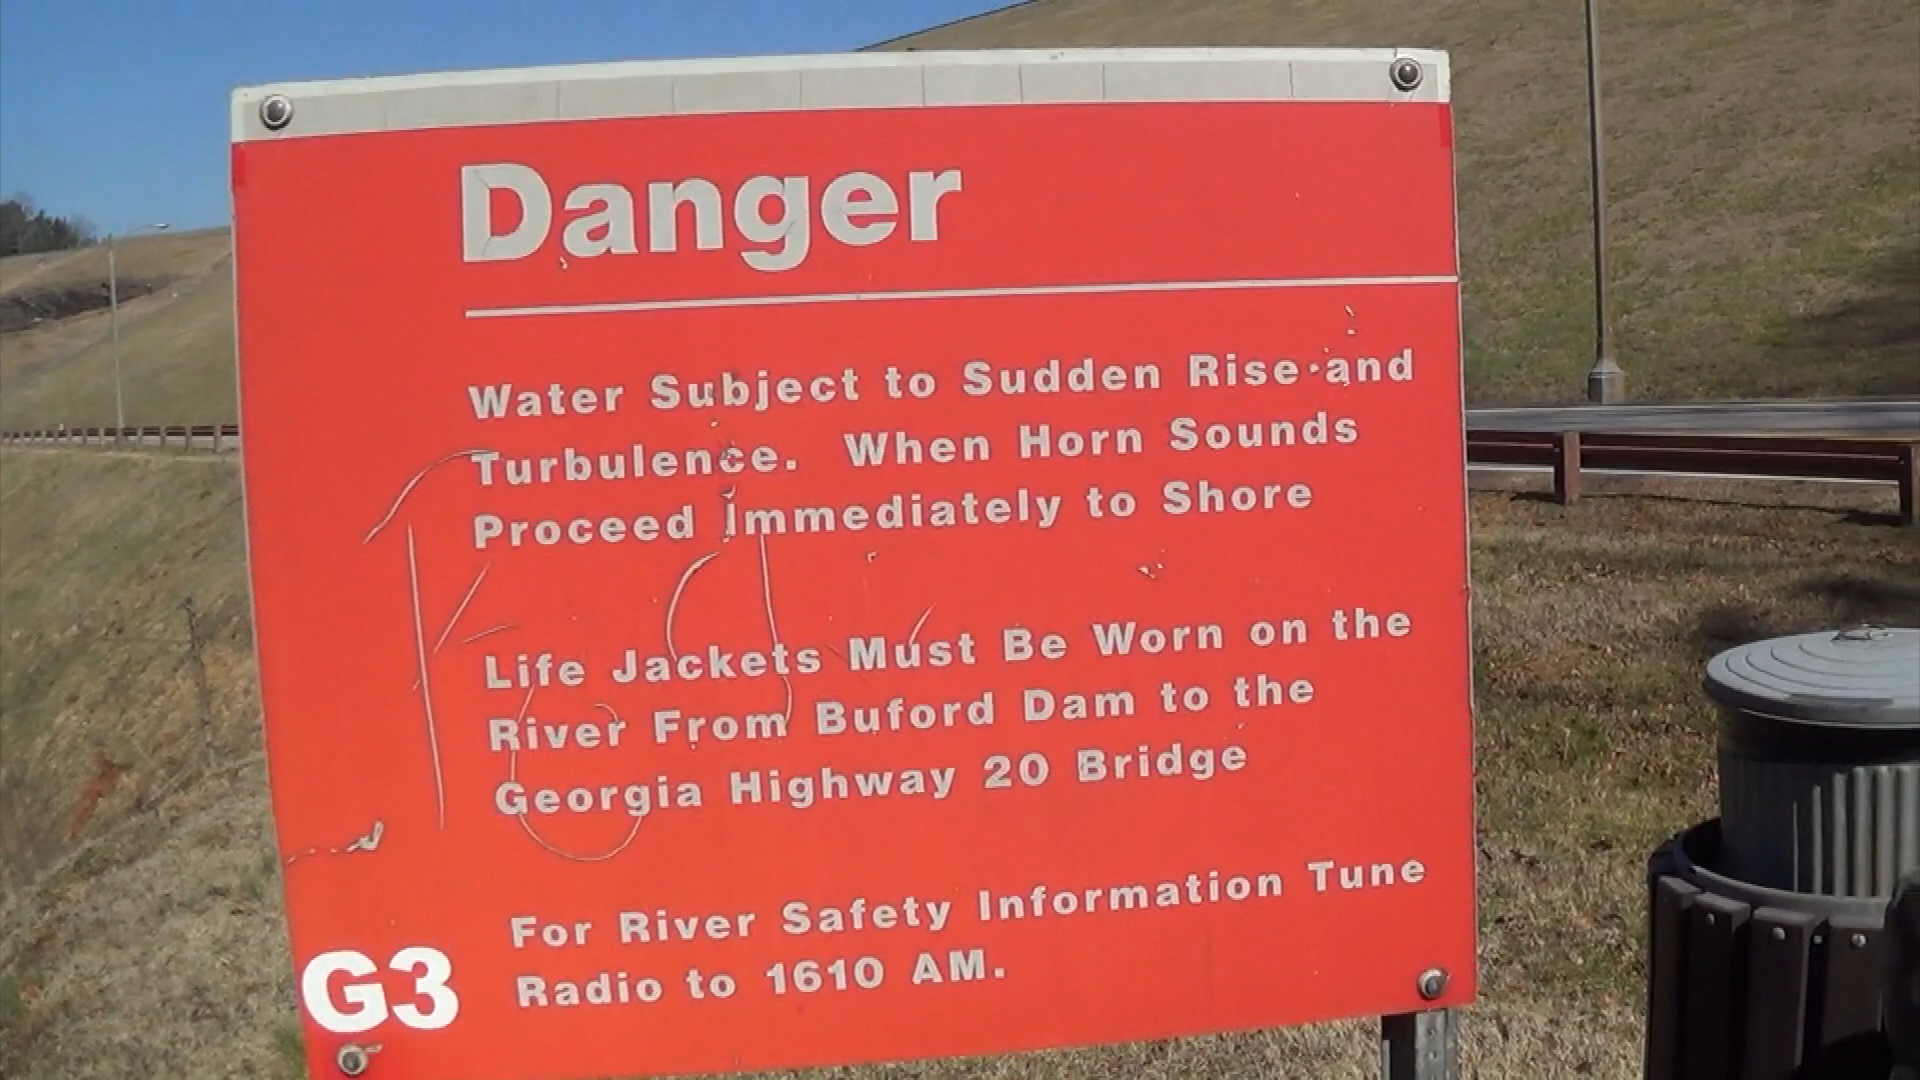 Danger
Water Subject to Sudden Rise and
Turbulence. When Horn Sounds
Proceed Immediately to Shore
Life Jackets Must Be Worn on the
River From Buford Dam to the
Georgia Highway 20 Bridge
For River Safety Information Tune
Radio to 1610 AM.
G3